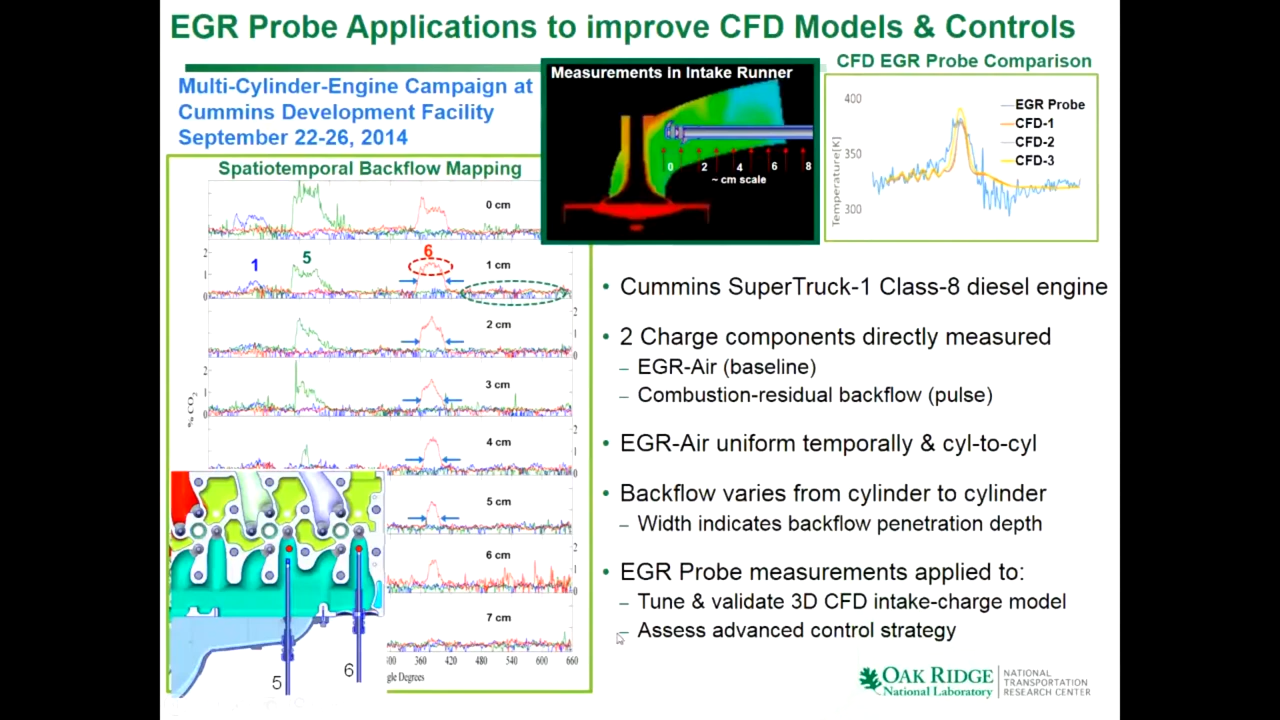 EGR Probe Applications to improve CFD Models & Controls
Multi-Cylinder-Engine Campaign at
Cummins Development Facility
September 22-26, 2014
Measurements in Intake Runner
0 2 4 6 8
~ cm scale
CFD EGR Probe Comparison
400
350
300
Temperature[K]
EGR Probe
CFD-1
CFD-2
CFD-3
Spatiotemporal Backflow Mapping
0 cm
1 5 6
1 cm
2 cm
3 cm
4 cm
5 cm
6 cm
7 cm
% CO2
2
1
0
360 420 480 540 600 660
gle Degrees
5 6
• Cummins SuperTruck-1 Class-8 diesel engine
• 2 Charge components directly measured
– EGR-Air (baseline)
– Combustion-residual backflow (pulse)
• EGR-Air uniform temporally & cyl-to-cyl
• Backflow varies from cylinder to cylinder
– Width indicates backflow penetration depth
• EGR Probe measurements applied to:
– Tune & validate 3D CFD intake-charge model
– Assess advanced control strategy
OAK RIDGE
National Laboratory
NATIONAL
TRANSPORTATION
RESEARCH CENTER